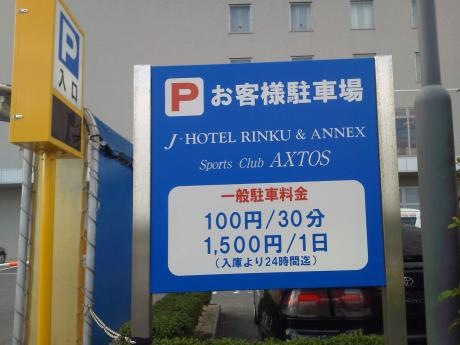 P
入口
P お客様駐車場
J-HOTEL RINKU & ANNEX
Sports Club AXTOS
一般駐車料金
100円/30分
1,500円/1日
(入庫より24時間迄)